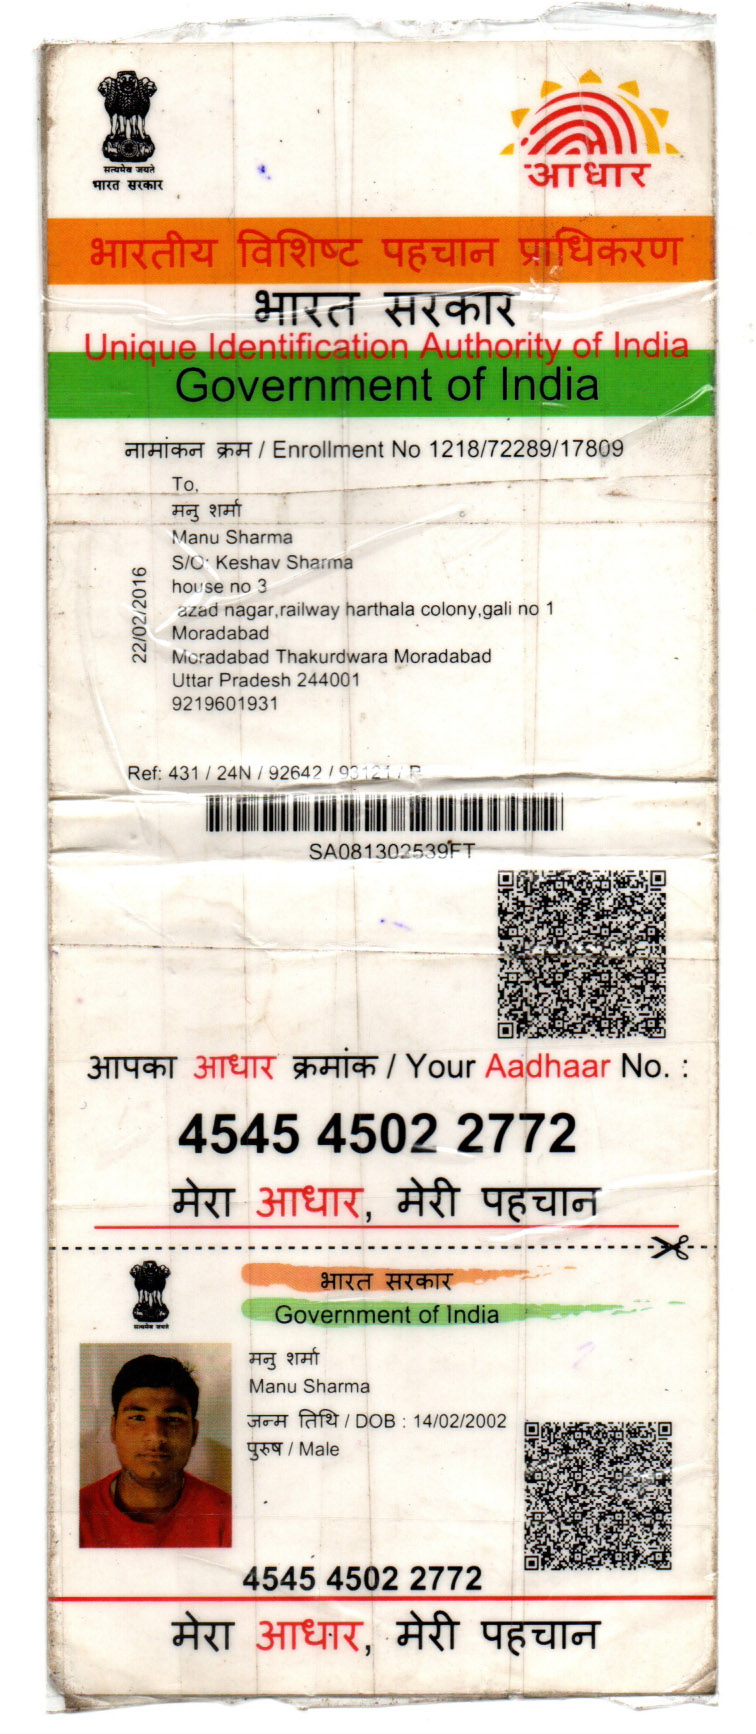 सत्यमेव जयते
भारत सरकार
आधार
भारतीय विशिष्ट पहचान प्राधिकरण
भारत सरकार
Unique Identification Authority of India
Government of India
नामांकन क्रम / Enrollment No 1218/72289/17809
To,
मनु शर्मा
Manu Sharma
S/O: Keshav Sharma
house no 3
azad nagar,railway harthala colony,gali no 1
Moradabad
Moradabad Thakurdwara Moradabad
Uttar Pradesh 244001
9219601931
22/02/2016
Ref: 431 / 24N / 92642 /
SA081302539FT
आपका आधार क्रमांक / Your Aadhaar No. :
4545 4502 2772
मेरा आधार, मेरी पहचान
भारत सरकार
Government of India
सत्यमेव जयते
मनु शर्मा
Manu Sharma
जन्म तिथि / DOB : 14/02/2002
पुरुष / Male
4545 4502 2772
मेरा आधार, मेरी पहचान